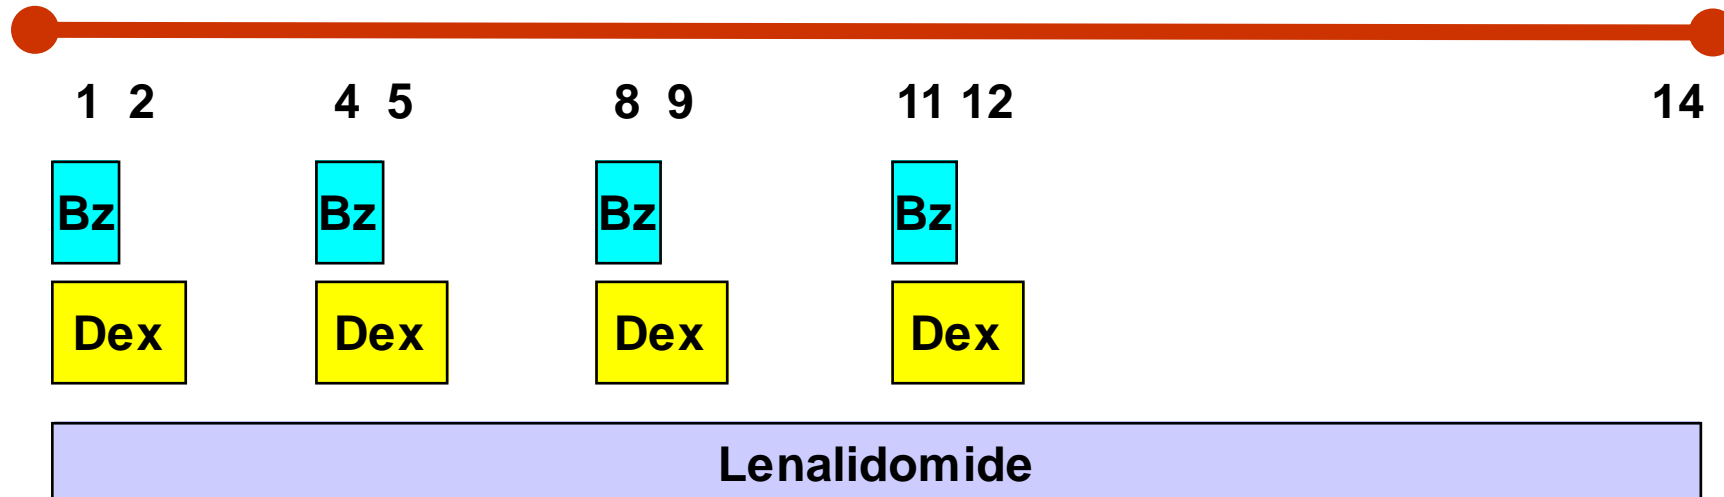 1 2 4 5 8 9 11 12 14
Bz Bz Bz Bz
Dex Dex Dex Dex
Lenalidomide